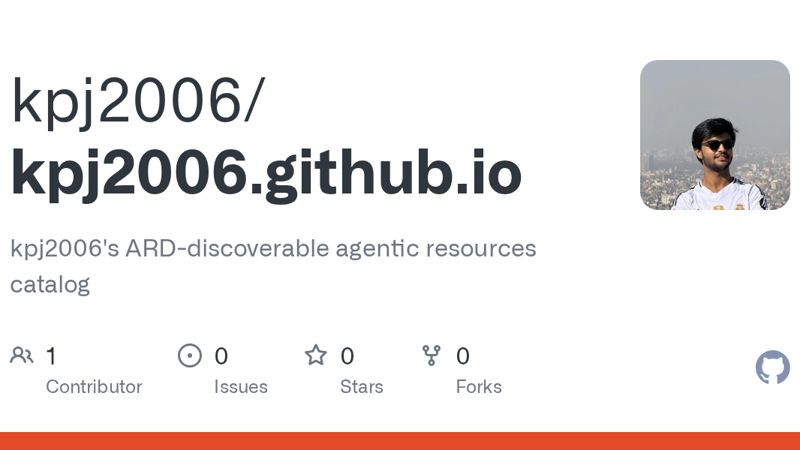 kpj2006/
kpj2006.github.io
kpj2006's ARD-discoverable agentic resources
catalog
1
Contributor
0
Issues
0
Stars
0
Forks